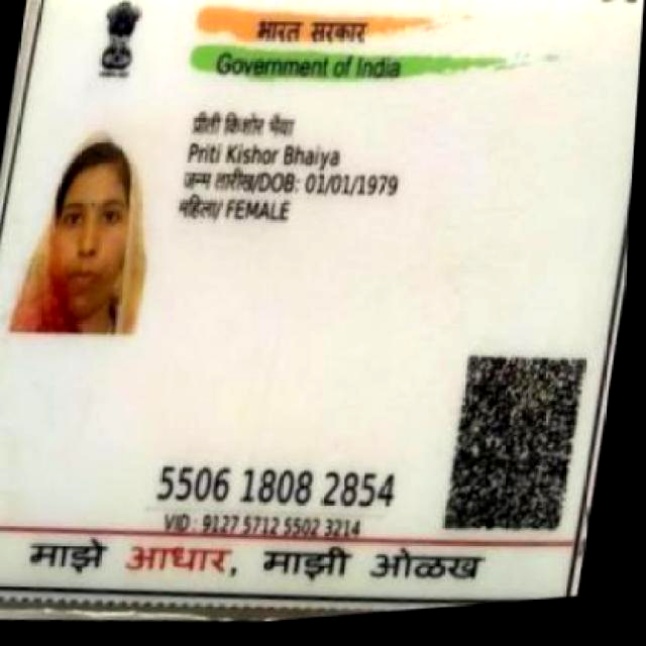 भारत सरकार
Government of India
प्रीती किशोर भैया
Priti Kishor Bhaiya
जन्म तारीख/DOB: 01/01/1979
महिला/ FEMALE
5506 1808 2854
VID : 9127 5712 5502 3214
माझे आधार, माझी ओळख